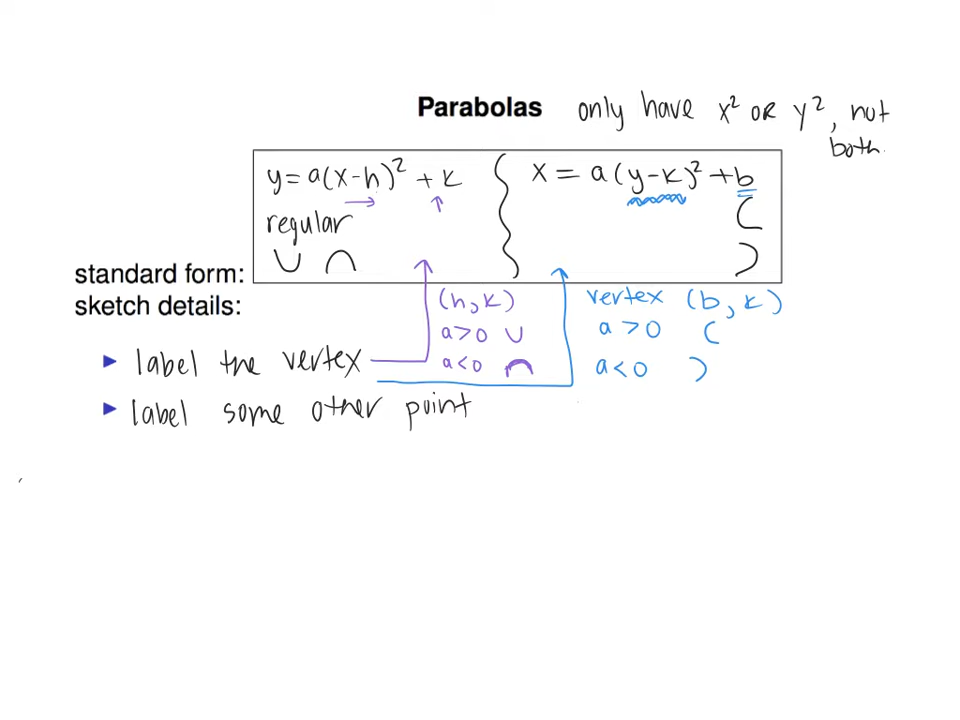 Parabolas only have x² OR y², not both.
y = a(x-h)² + k
regular
x = a(y-k)² + b
standard form:
sketch details:
(h,k)
a>0 ∪
a<0 ∩
vertex (b, k)
a>0 (
a<0 )
label the vertex
label some other point